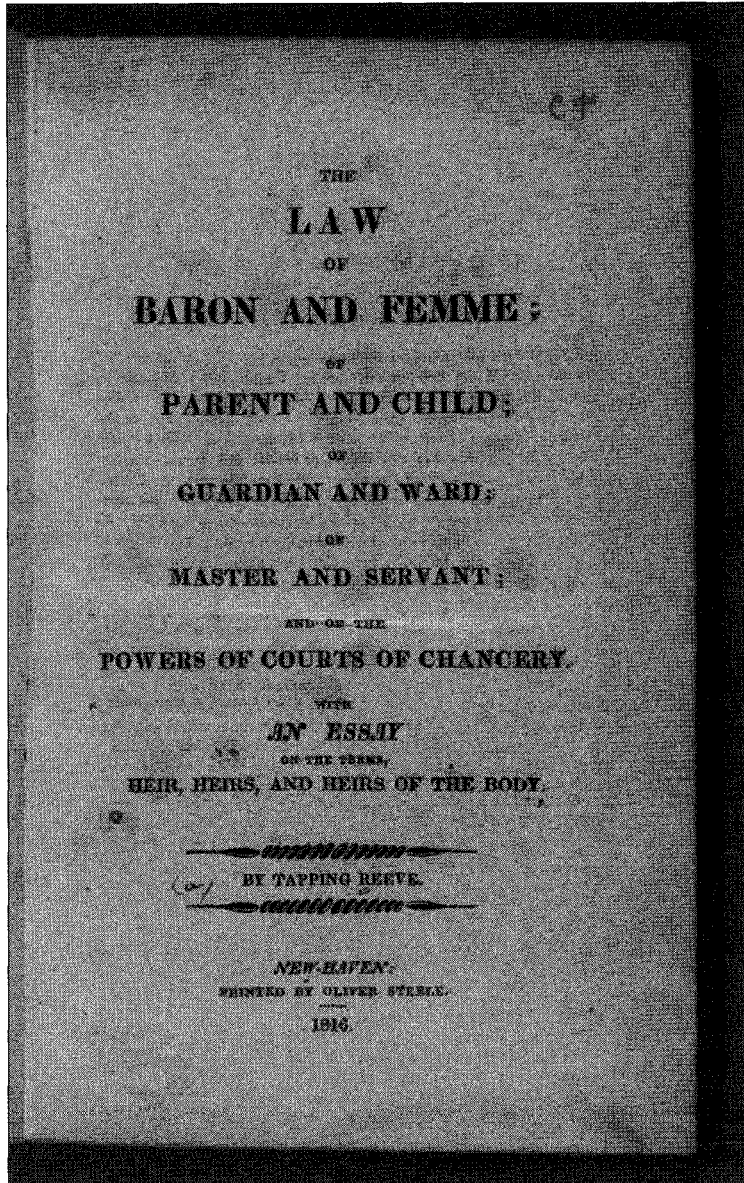 THE
LAW
OF
BARON AND FEMME;
OF
PARENT AND CHILD;
OF
GUARDIAN AND WARD;
OF
MASTER AND SERVANT;
AND OF THE
POWERS OF COURTS OF CHANCERY.
WITH
AN ESSAY
ON THE TERMS,
HEIR, HEIRS, AND HEIRS OF THE BODY.
BY TAPPING REEVE.
NEW-HAVEN:
PRINTED BY OLIVER STEELE.
1816.